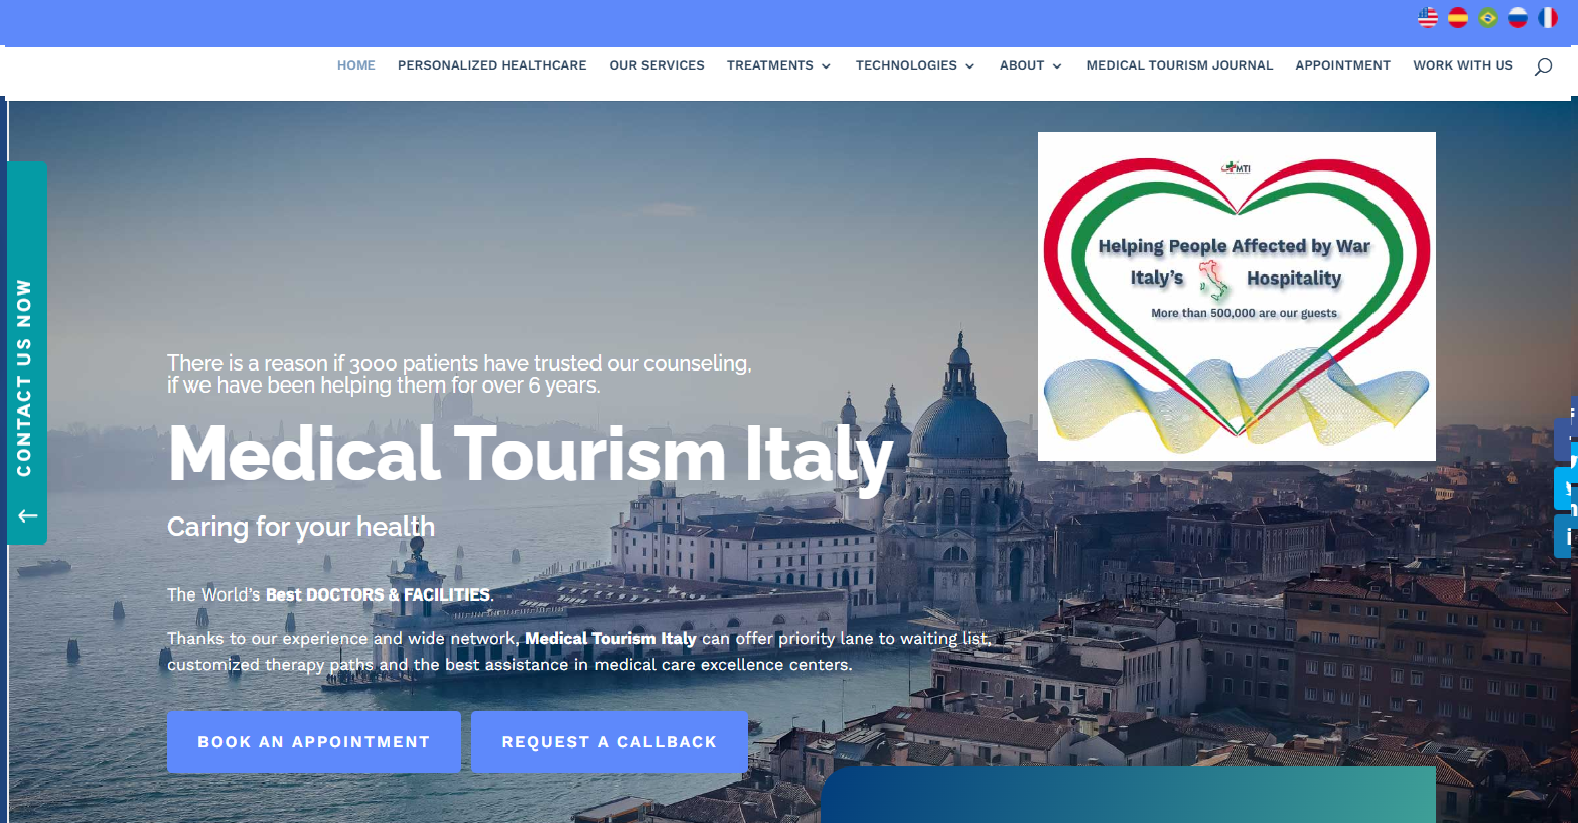 HOME PERSONALIZED HEALTHCARE OUR SERVICES TREATMENTS TECHNOLOGIES ABOUT MEDICAL TOURISM JOURNAL APPOINTMENT WORK WITH US
CONTACT US NOW
MTI
Helping People Affected by War
Italy's Hospitality
More than 500,000 are our guests
There is a reason if 3000 patients have trusted our counseling,
if we have been helping them for over 6 years.
Medical Tourism Italy
Caring for your health
The World's Best DOCTORS & FACILITIES.
Thanks to our experience and wide network, Medical Tourism Italy can offer priority lane to waiting list,
customized therapy paths and the best assistance in medical care excellence centers.
BOOK AN APPOINTMENT REQUEST A CALLBACK